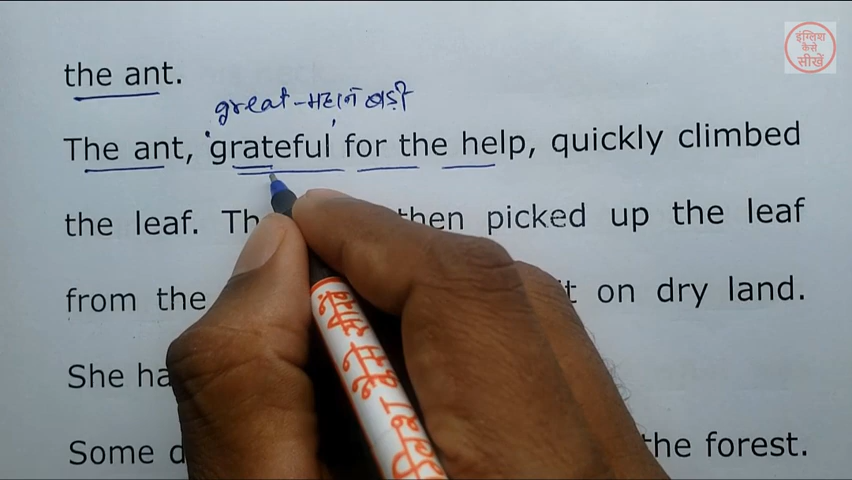 इंग्लिश
कैसे
सीखें
the ant.
great - महान बड़ी
The ant, 'grateful' for the help, quickly climbed
the leaf. Th then picked up the leaf
from the it on dry land.
She ha
Some d the forest.
इंग्लिश कैसे सीखें